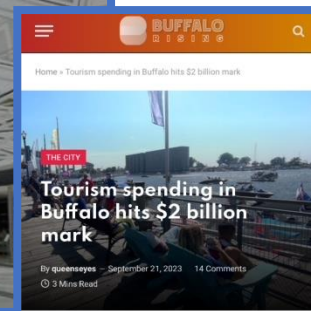 BUFFALO
RISING
Home » Tourism spending in Buffalo hits $2 billion mark
THE CITY
Tourism spending in
Buffalo hits $2 billion
mark
By queenseyes — September 21, 2023 14 Comments
3 Mins Read